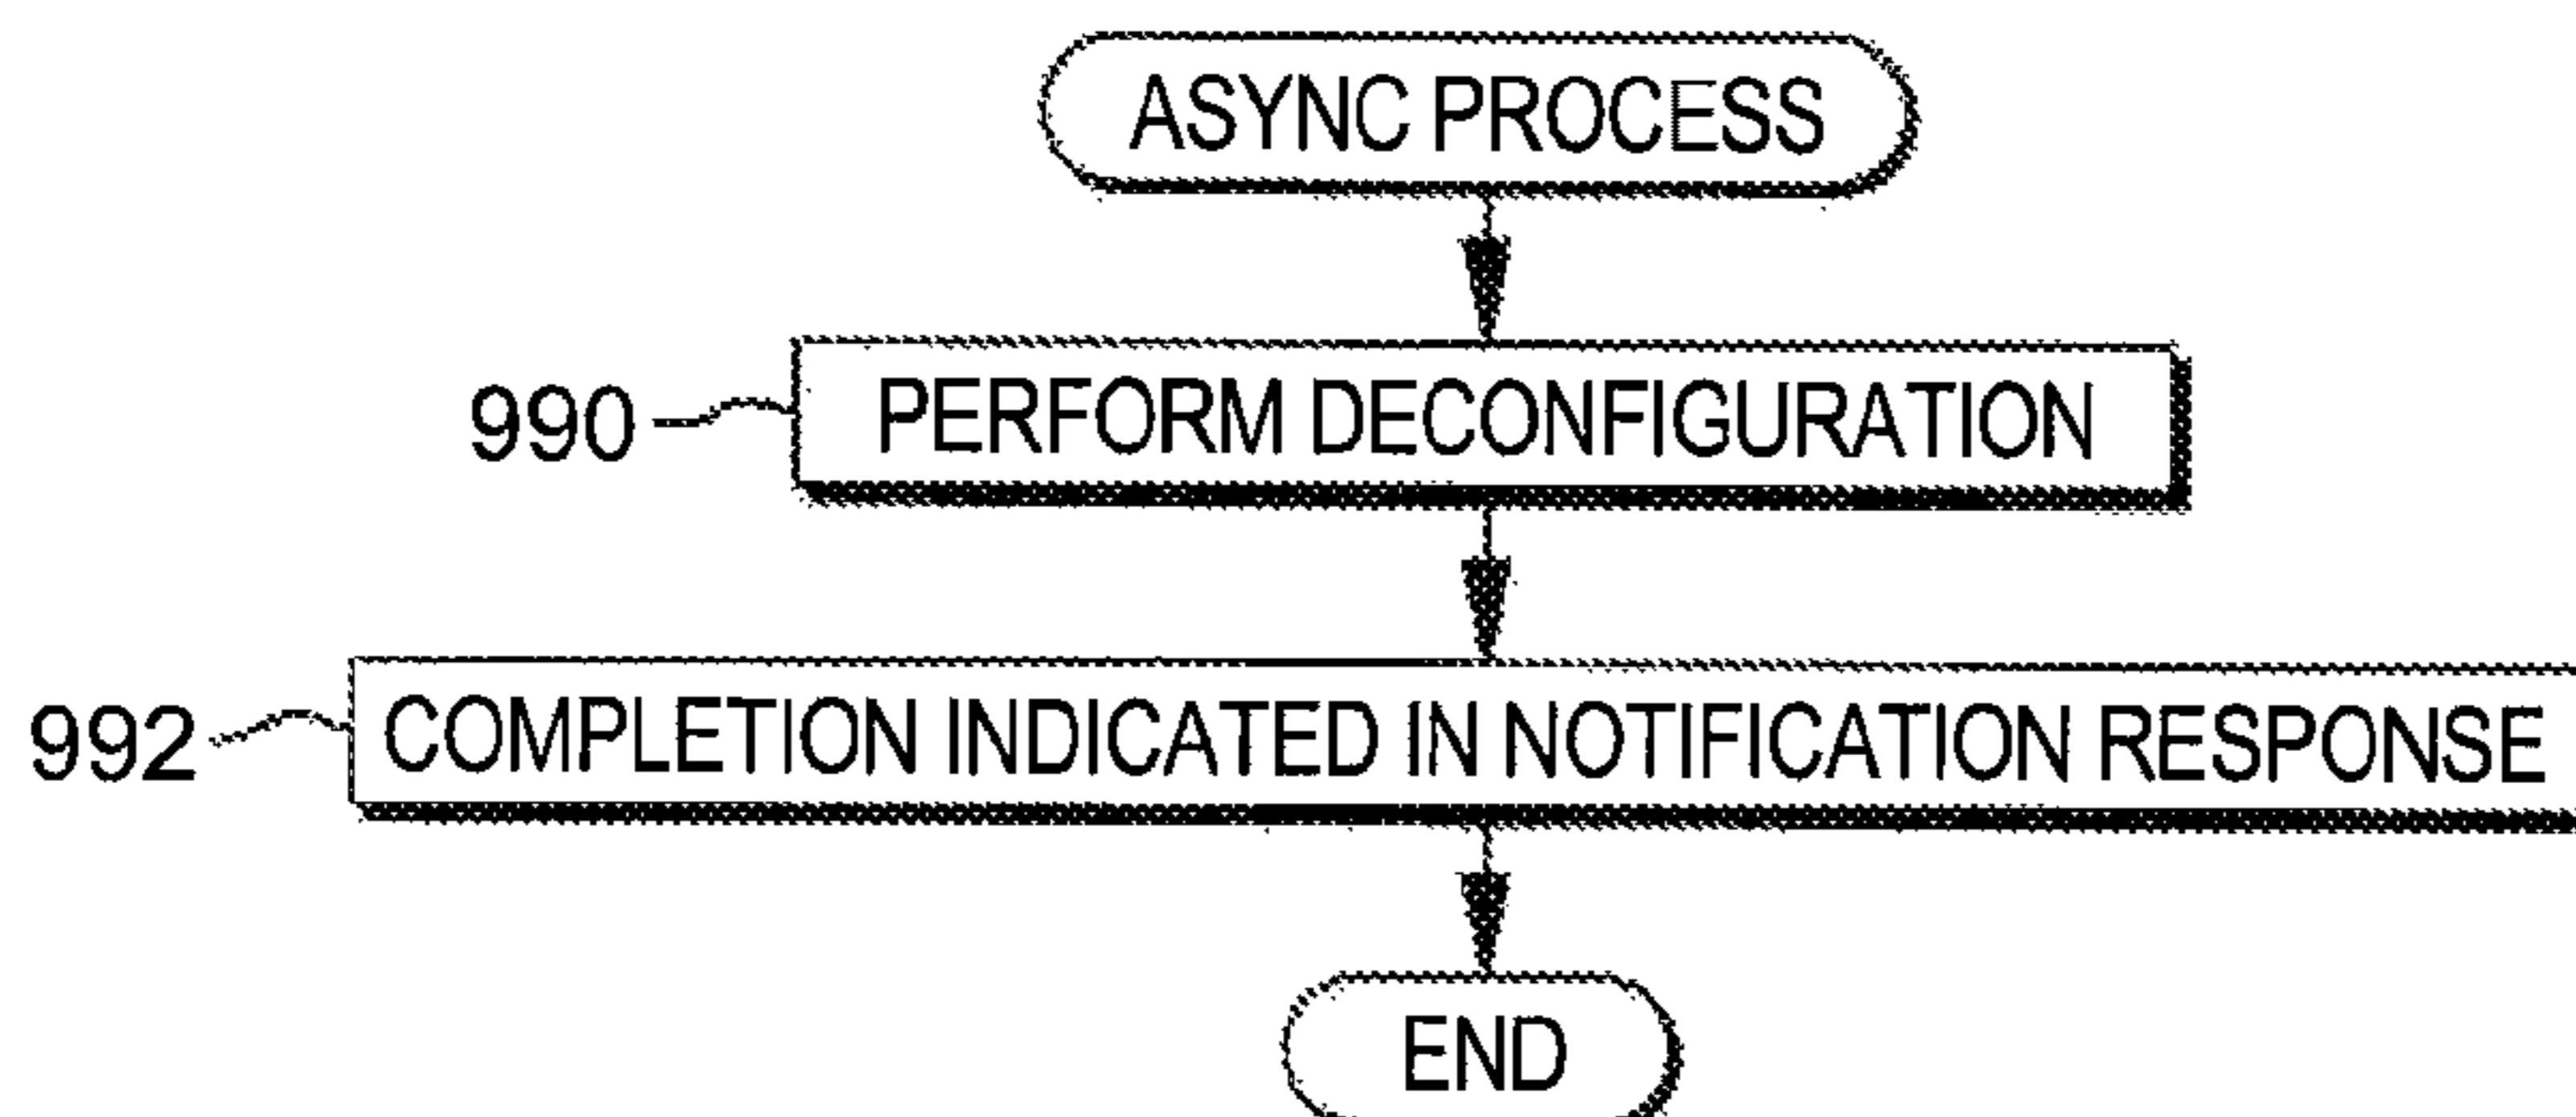 ASYNC PROCESS
990 PERFORM DECONFIGURATION
992 COMPLETION INDICATED IN NOTIFICATION RESPONSE
END